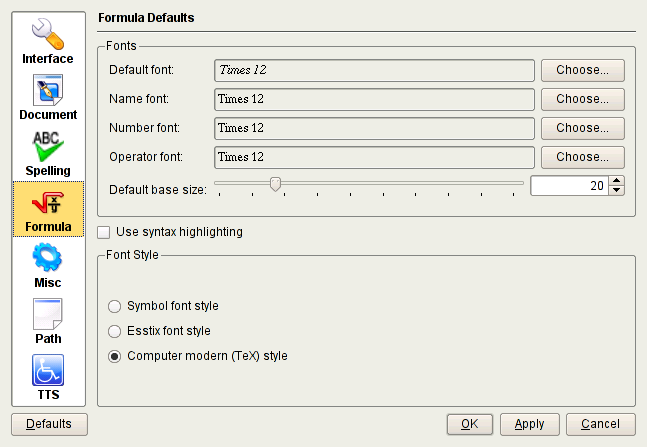 Interface
Document
ABC
Spelling
Formula
Misc
Path
TTS
Defaults
Formula Defaults
Fonts
Default font: Times 12 Choose...
Name font: Times 12 Choose...
Number font: Times 12 Choose...
Operator font: Times 12 Choose...
Default base size: 20
Use syntax highlighting
Font Style
Symbol font style
Esstix font style
Computer modern (TeX) style
OK Apply Cancel